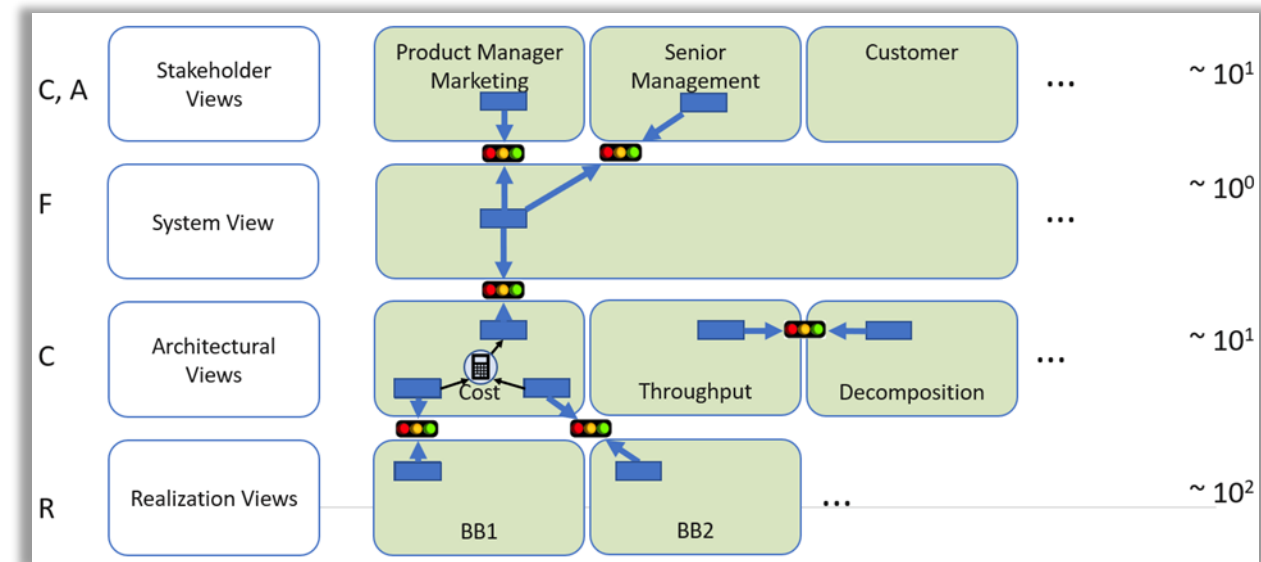 C, A
Stakeholder
Views
Product Manager
Marketing
Senior
Management
Customer
...
~ 10¹
F
System View
...
~ 10⁰
C
Architectural
Views
Cost
Throughput
Decomposition
...
~ 10¹
R
Realization Views
BB1
BB2
...
~ 10²